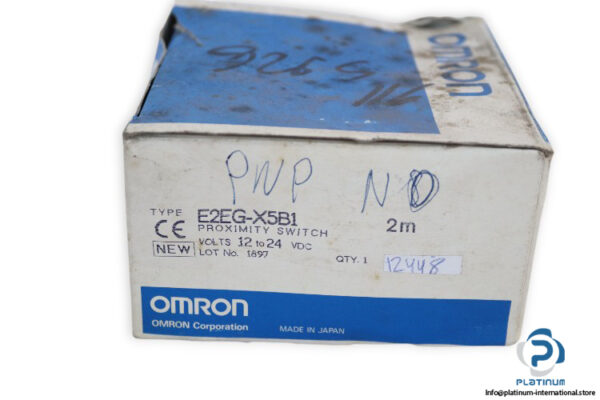 OMRON
PNP NO
TYPE E2EG-X5B1 2m
CE PROXIMITY SWITCH
NEW VOLTS 12 to 24 VDC
LOT No. 1897 QTY. 1 12448
OMRON
OMRON Corporation MADE IN JAPAN
PLATINUM
Info@platinum-international.store